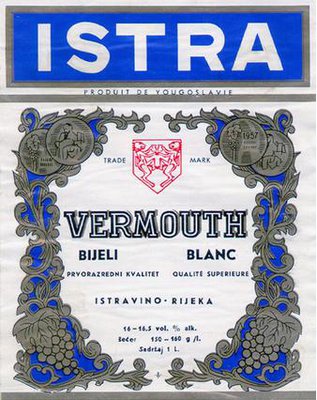 ISTRA
PRODUIT DE YOUGOSLAVIE
1957
TRADE MARK
VERMOUTH
BIJELI BLANC
PRVORAZREDNI KVALITET QUALITÉ SUPERIEURE
ISTRAVINO - RIJEKA
16 — 16.5 vol. % alk.
šećer 150 — 160 g /l.
Sadržaj 1 L.